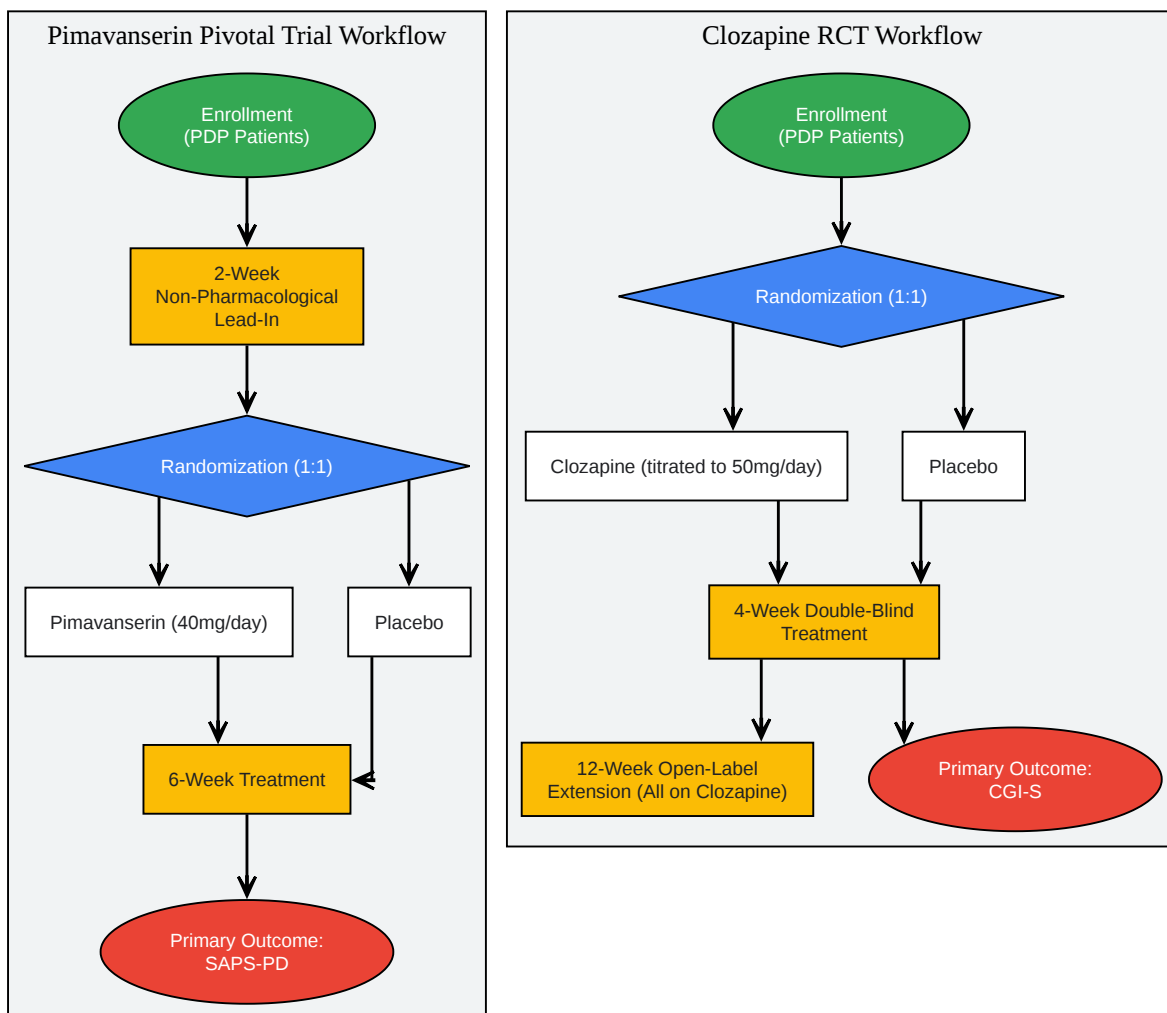 Pimavanserin Pivotal Trial Workflow
Enrollment
(PDP Patients)
2-Week
Non-Pharmacological
Lead-In
Randomization (1:1)
Pimavanserin (40mg/day)
Placebo
6-Week Treatment
Primary Outcome:
SAPS-PD
Clozapine RCT Workflow
Enrollment
(PDP Patients)
Randomization (1:1)
Clozapine (titrated to 50mg/day)
Placebo
4-Week Double-Blind
Treatment
12-Week Open-Label
Extension (All on Clozapine)
Primary Outcome:
CGI-S